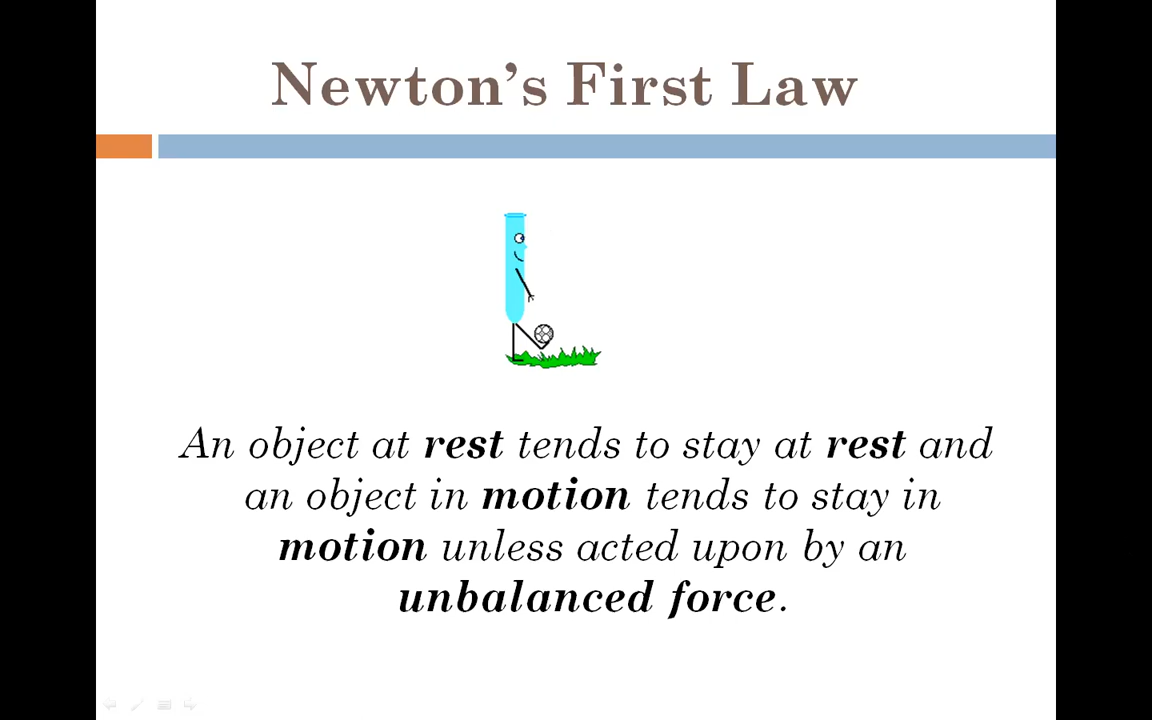 Newton’s First Law
An object at rest tends to stay at rest and
an object in motion tends to stay in
motion unless acted upon by an
unbalanced force.